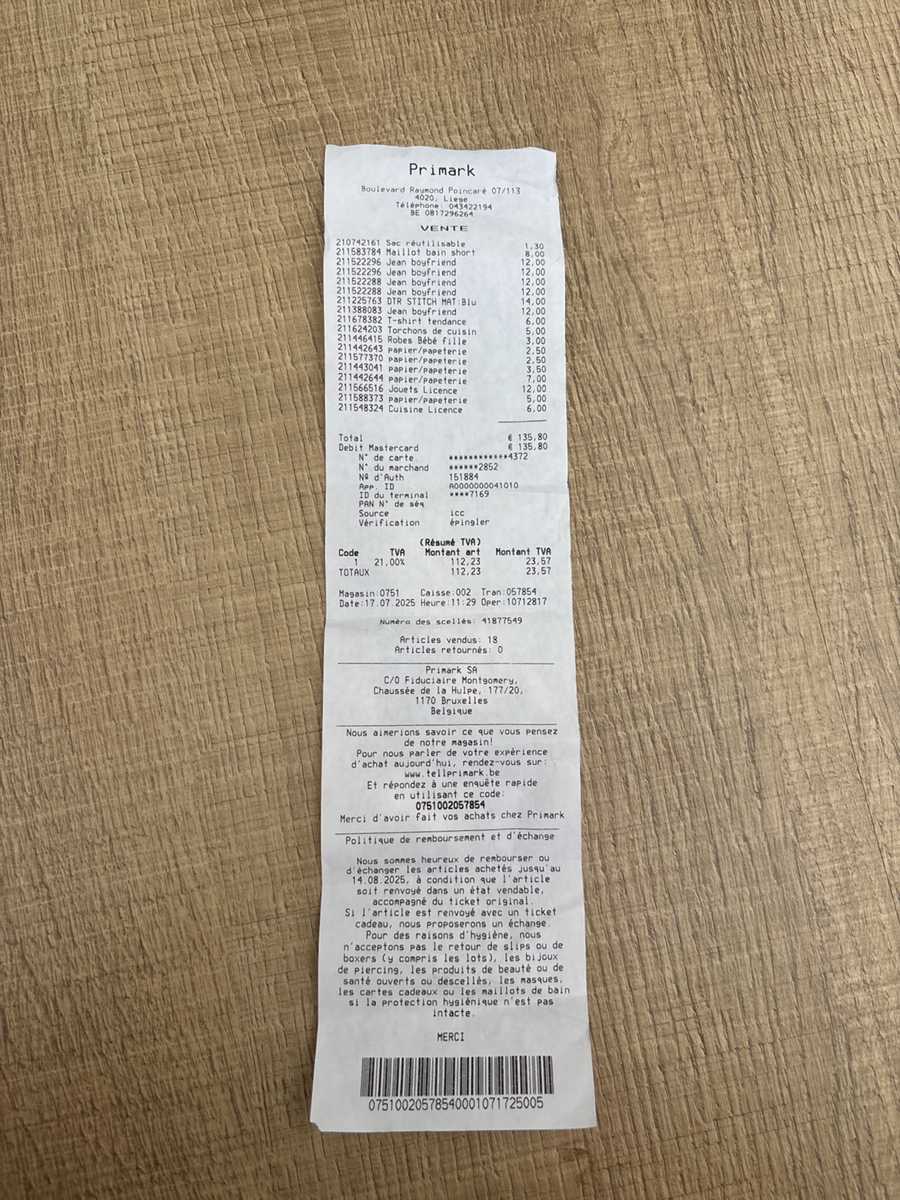 Primark
Boulevard Raymond Poincaré 07/113
4020, Liege
Téléphone: 043422194
BE 0817296264
VENTE
210742161 Sac réutilisable 1,30
211583784 Maillot bain short 8,00
211522296 Jean boyfriend 12,00
211522296 Jean boyfriend 12,00
211522288 Jean boyfriend 12,00
211522288 Jean boyfriend 12,00
211225763 DTR STITCH MAT:Blu 14,00
211388083 Jean boyfriend 12,00
211678382 T-shirt tendance 6,00
211624203 Torchons de cuisin 5,00
211446415 Robes Bébé fille 3,00
211442643 papier/papeterie 2,50
211577370 papier/papeterie 2,50
211443041 papier/papeterie 3,50
211442644 papier/papeterie 7,00
211566516 Jouets Licence 12,00
211588373 papier/papeterie 5,00
211548324 Cuisine Licence 6,00
Total € 135,80
Debit Mastercard € 135,80
N° de carte. ************4372
N° du marchand ******2852
Nº d'Auth 151884
App. ID A0000000041010
ID du terminal ****7169
PAN N° de séq
Source icc
Vérification épingler
(Résumé TVA)
Code TVA Montant art Montant TVA
1 21,00% 112,23 23,57
TOTAUX 112,23 23,57
Magasin:0751 Caisse:002 Tran:057854
Date:17.07.2025 Heure:11:29 Oper:10712817
Numéro des scellés: 41877549
Articles vendus: 18
Articles retournés: 0
Primark SA
C/O Fiduciaire Montgomery,
Chaussée de la Hulpe, 177/20,
1170 Bruxelles
Belgique
Nous aimerions savoir ce que vous pensez
de notre magasin!
Pour nous parler de votre expérience
d'achat aujourd'hui, rendez-vous sur:
www.tellprimark.be
Et répondez à une enquête rapide
en utilisant ce code:
0751002057854
Merci d'avoir fait vos achats chez Primark
Politique de remboursement et d'échange
Nous sommes heureux de rembourser ou
d'échanger les articles achetés jusqu'au
14.08.2025, à condition que l'article
soit renvoyé dans un état vendable,
accompagné du ticket original.
Si l'article est renvoyé avec un ticket
cadeau, nous proposerons un échange.
Pour des raisons d'hygiène, nous
n'acceptons pas le retour de slips ou de
boxers (y compris les lots), les bijoux
de piercing, les produits de beauté ou de
santé ouverts ou descellés, les masques,
les cartes cadeaux ou les maillots de bain
si la protection hygiénique n'est pas
intacte.
MERCI
07510020578540001071725005